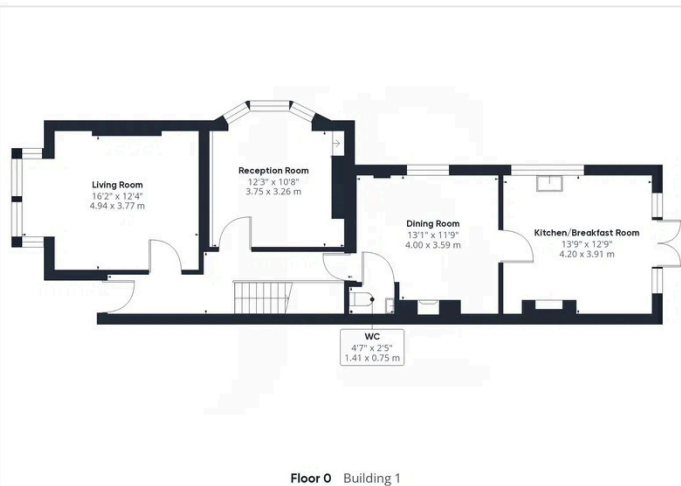 Living Room
16'2" x 12'4"
4.94 x 3.77 m
Reception Room
12'3" x 10'8"
3.75 x 3.26 m
Dining Room
13'1" x 11'9"
4.00 x 3.59 m
Kitchen/Breakfast Room
13'9" x 12'9"
4.20 x 3.91 m
WC
4'7" x 2'5"
1.41 x 0.75 m
Floor 0 Building 1